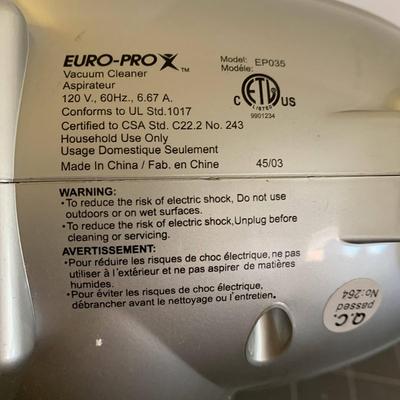 EURO-PRO X™
Vacuum Cleaner
Aspirateur
120 V., 60Hz., 6.67 A.
Conforms to UL Std.1017
Certified to CSA Std. C22.2 No. 243
Household Use Only
Usage Domestique Seulement
Made In China / Fab. en Chine 45/03
Model: EP035
Modèle:
C ETL US
LISTED
9901234
WARNING:
•To reduce the risk of electric shock, Do not use
outdoors or on wet surfaces.
•To reduce the risk of electric shock,Unplug before
cleaning or servicing.
AVERTISSEMENT:
•Pour réduire les risques de choc électrique, ne pas
utiliser à l'extérieur et ne pas aspirer de matières
humides.
•Pour éviter les risques de choc électrique,
débrancher avant le nettoyage ou l'entretien.
Q.C.
passed
No:264